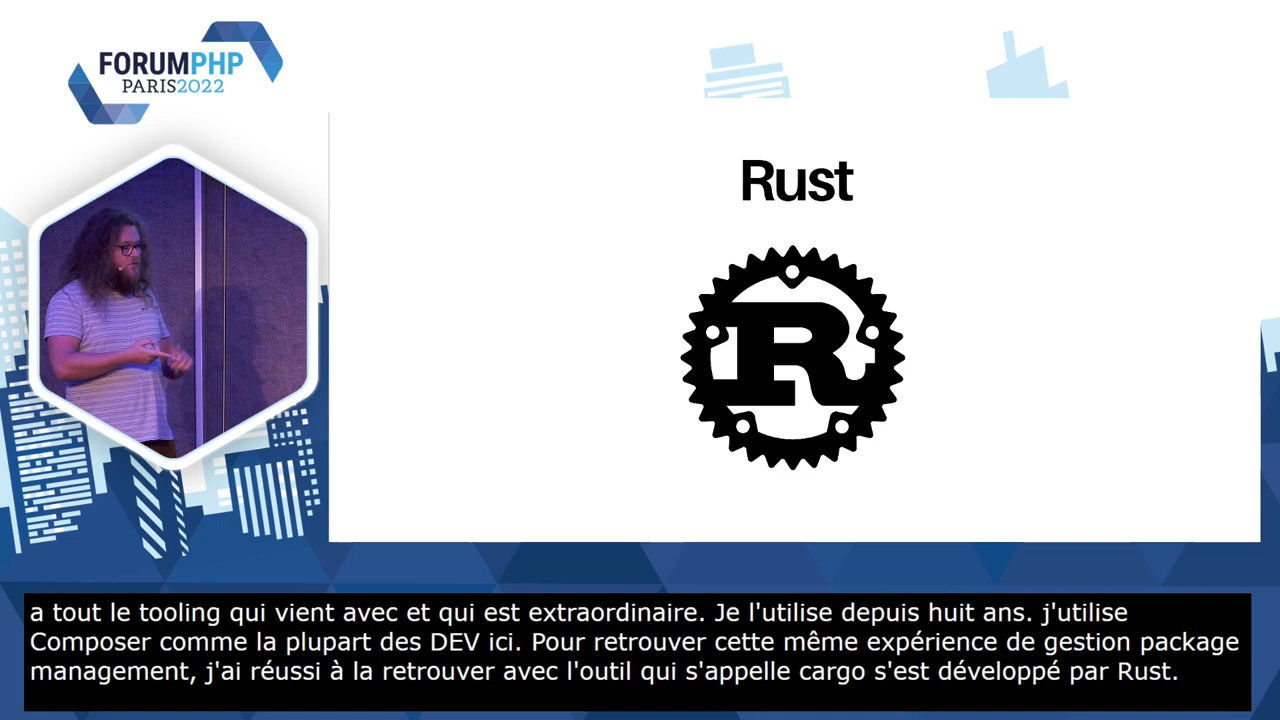 FORUMPHP
PARIS2022
Rust
R
a tout le tooling qui vient avec et qui est extraordinaire. Je l'utilise depuis huit ans. j'utilise
Composer comme la plupart des DEV ici. Pour retrouver cette même expérience de gestion package
management, j'ai réussi à la retrouver avec l'outil qui s'appelle cargo s'est développé par Rust.